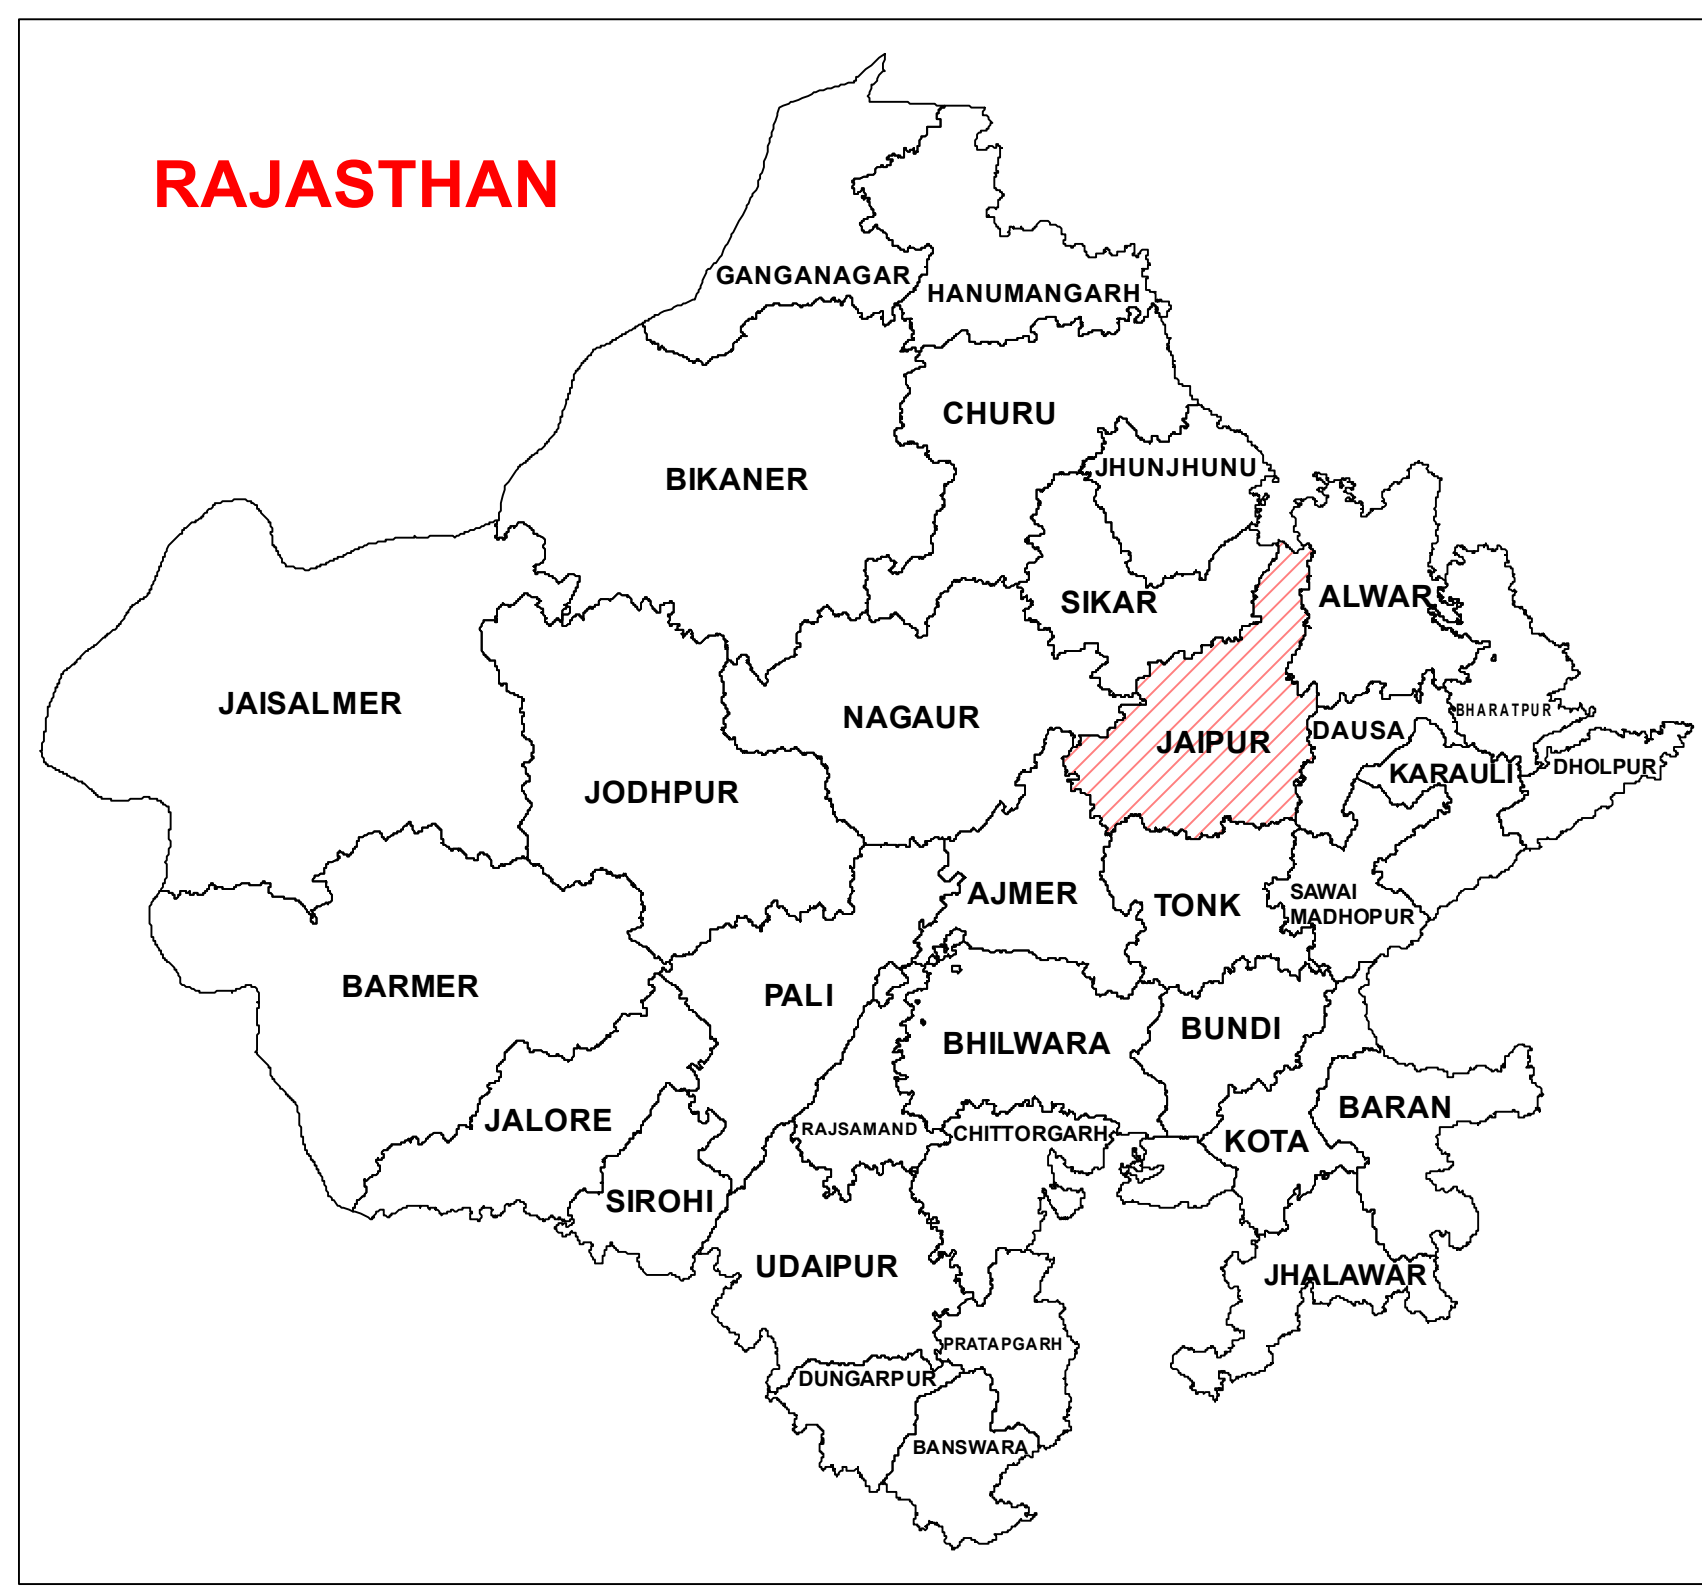 RAJASTHAN
GANGANAGAR
HANUMANGARH
CHURU
JHUNJHUNU
BIKANER
SIKAR
ALWAR
JAISALMER
NAGAUR
BHARATPUR
JAIPUR
DAUSA
DHOLPUR
KARAULI
JODHPUR
AJMER
TONK
SAWAI
MADHOPUR
BARMER
PALI
BUNDI
BHILWARA
BARAN
JALORE
RAJSAMAND
CHITTORGARH
KOTA
SIROHI
UDAIPUR
JHALAWAR
PRATAPGARH
DUNGARPUR
BANSWARA